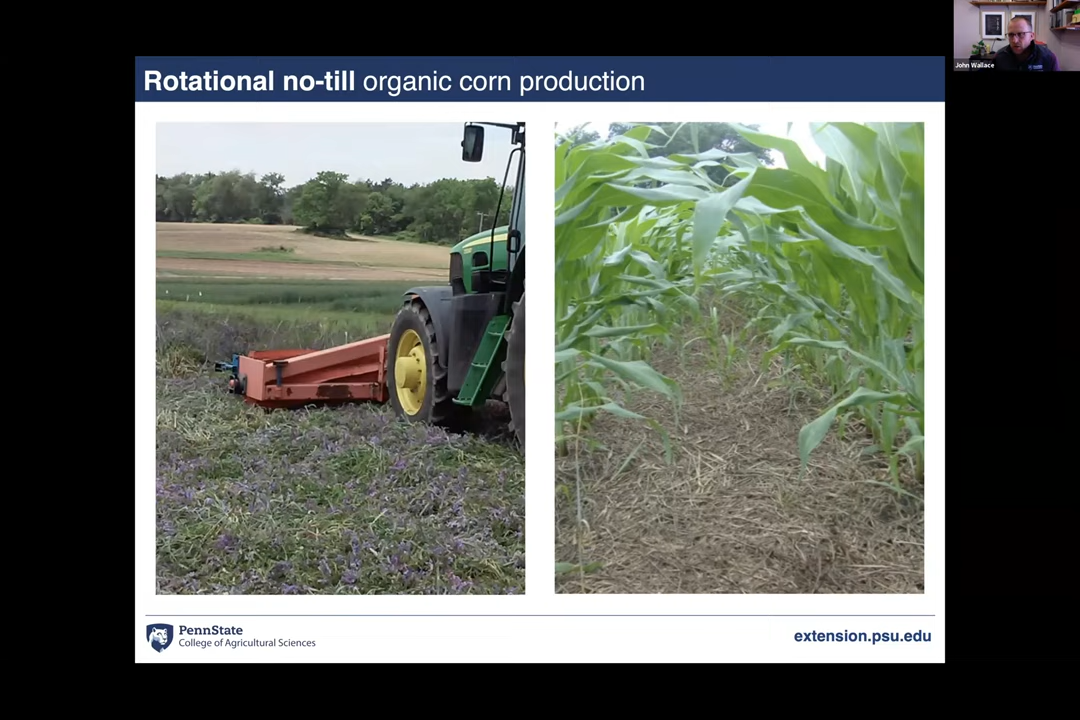 Rotational no-till organic corn production
John Wallace
PennState
College of Agricultural Sciences
extension.psu.edu